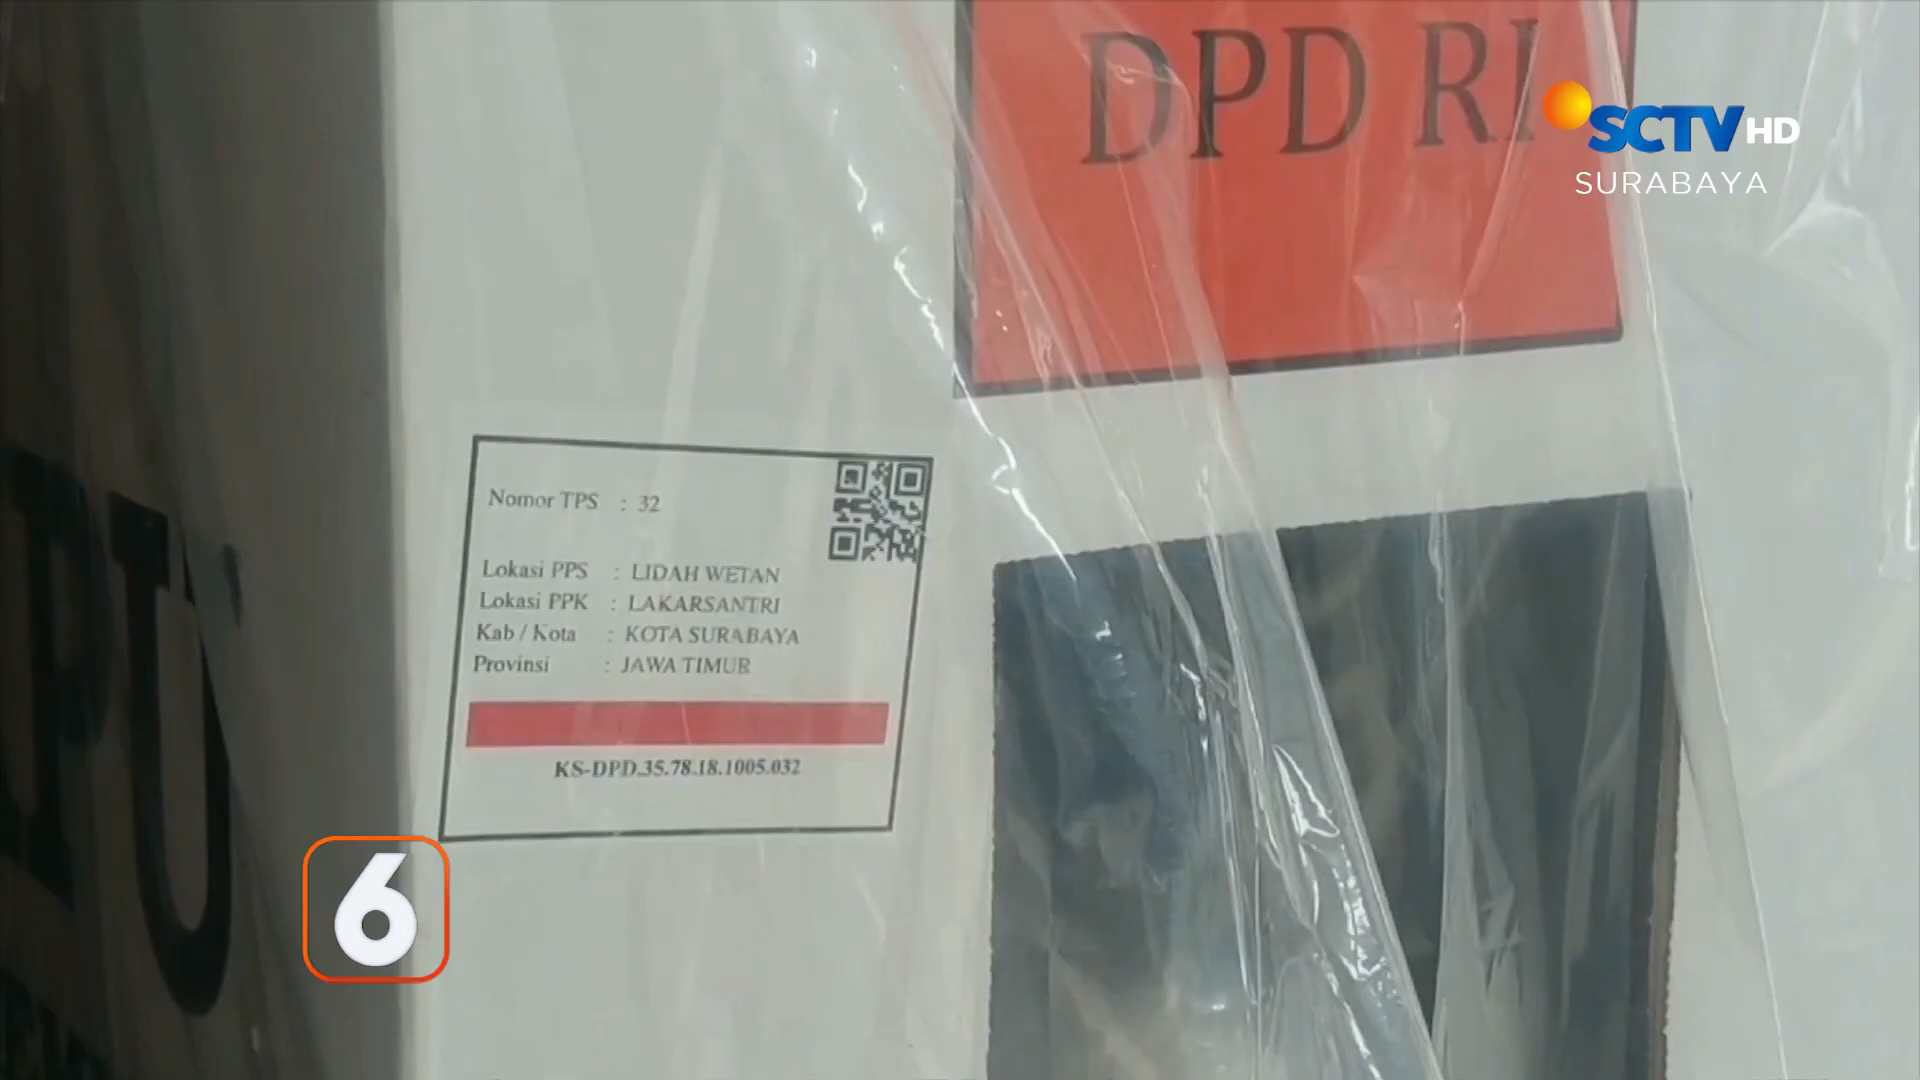 DPD RI
SCTV HD
SURABAYA
Nomor TPS : 32
Lokasi PPS : LIDAH WETAN
Lokasi PPK : LAKARSANTRI
Kab / Kota : KOTA SURABAYA
Provinsi : JAWA TIMUR
KS-DPD.35.78.18.1005.032
PU
6